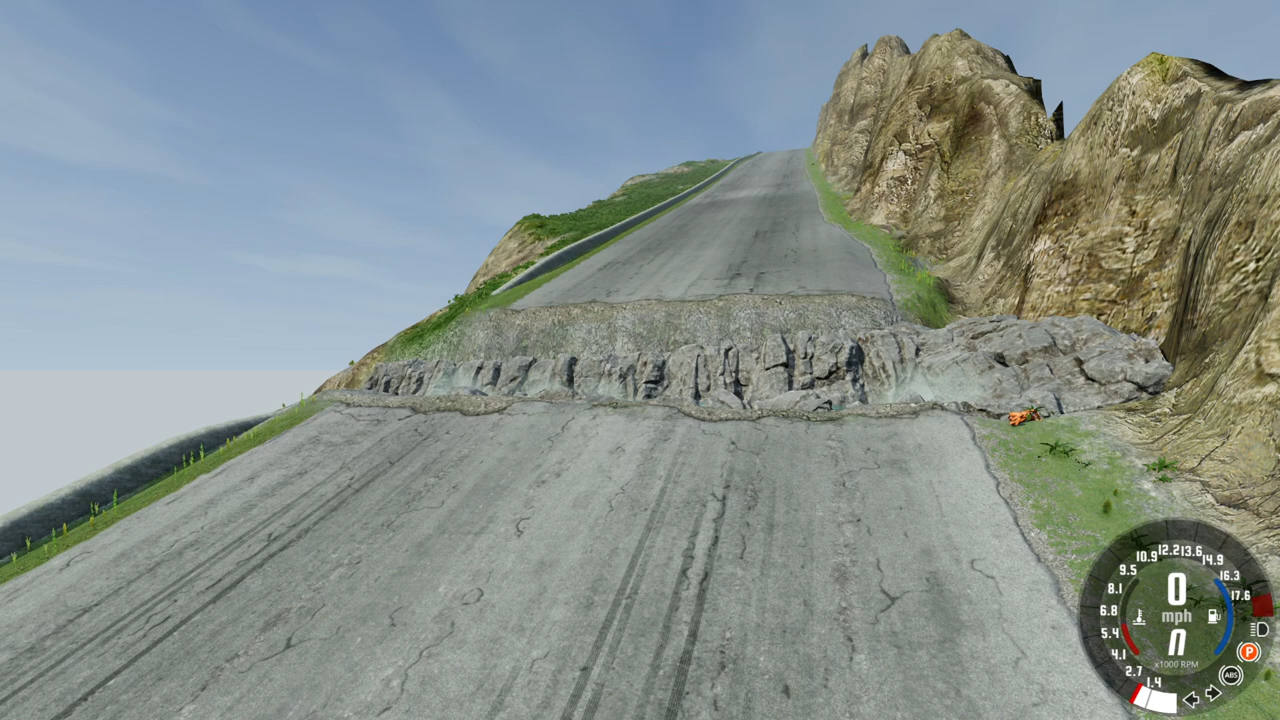 10.9 12.2 13.6
9.5 14.9
8.1 0 16.3
6.8 mph 17.6
5.4 n
4.1 x1000 RPM P
2.7 ABS
1.4